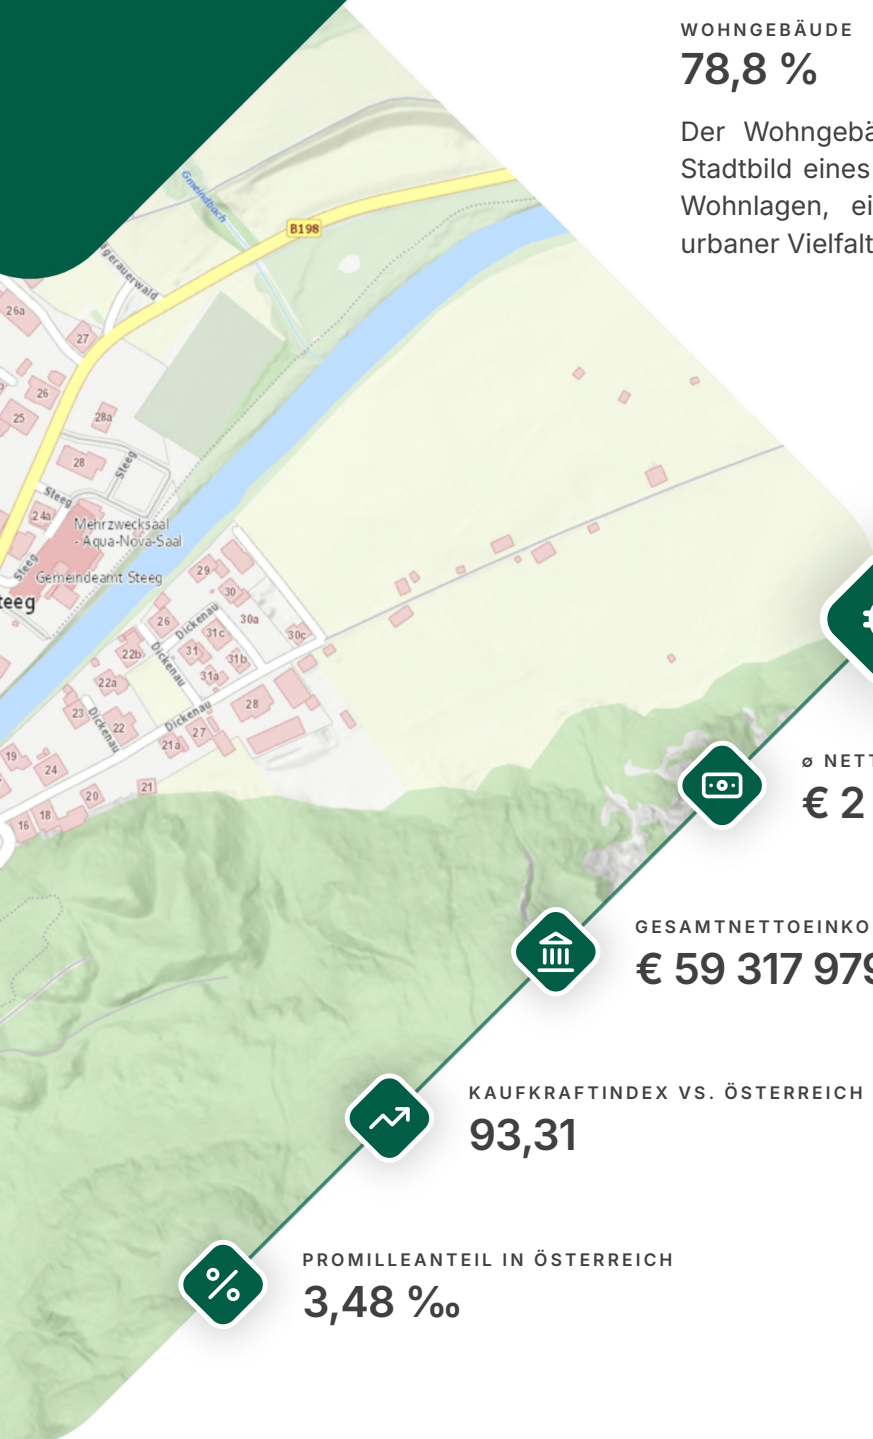 WOHNGEBÄUDE
78,8 %
Der Wohngebä
Stadtbild eines
Wohnlagen, ei
urbaner Vielfalt
Gmeindbach
B198
gerauerwald
26a
27
26
25
28a
28
Steeg
Steeg
24a
Mehrzwecksaal
- Aqua-Nova-Saal
Steeg
Gemeindeamt Steeg
teeg
29
30
26
Dickenau
30a
31c
30c
22b
Dickenau
31
31b
22a
31a
23
Dickenau
22
Dickenau
28
27
21a
19
24
21
20
18
16
ø NETT
€ 2
GESAMTNETTOEINKO
€ 59 317 979
KAUFKRAFTINDEX VS. ÖSTERREICH
93,31
PROMILLEANTEIL IN ÖSTERREICH
3,48 ‰